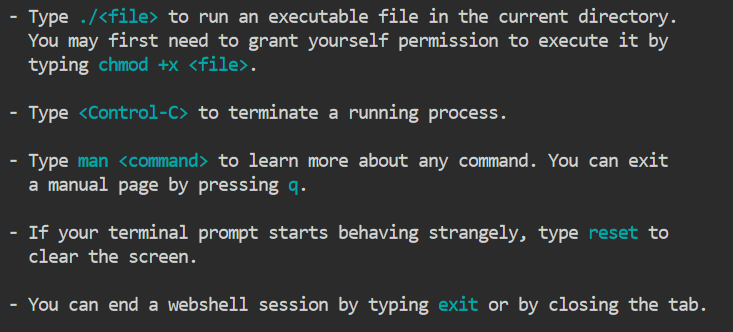 - Type ./<file> to run an executable file in the current directory.
You may first need to grant yourself permission to execute it by
typing chmod +x <file>.
- Type <Control-C> to terminate a running process.
- Type man <command> to learn more about any command. You can exit
a manual page by pressing q.
- If your terminal prompt starts behaving strangely, type reset to
clear the screen.
- You can end a webshell session by typing exit or by closing the tab.